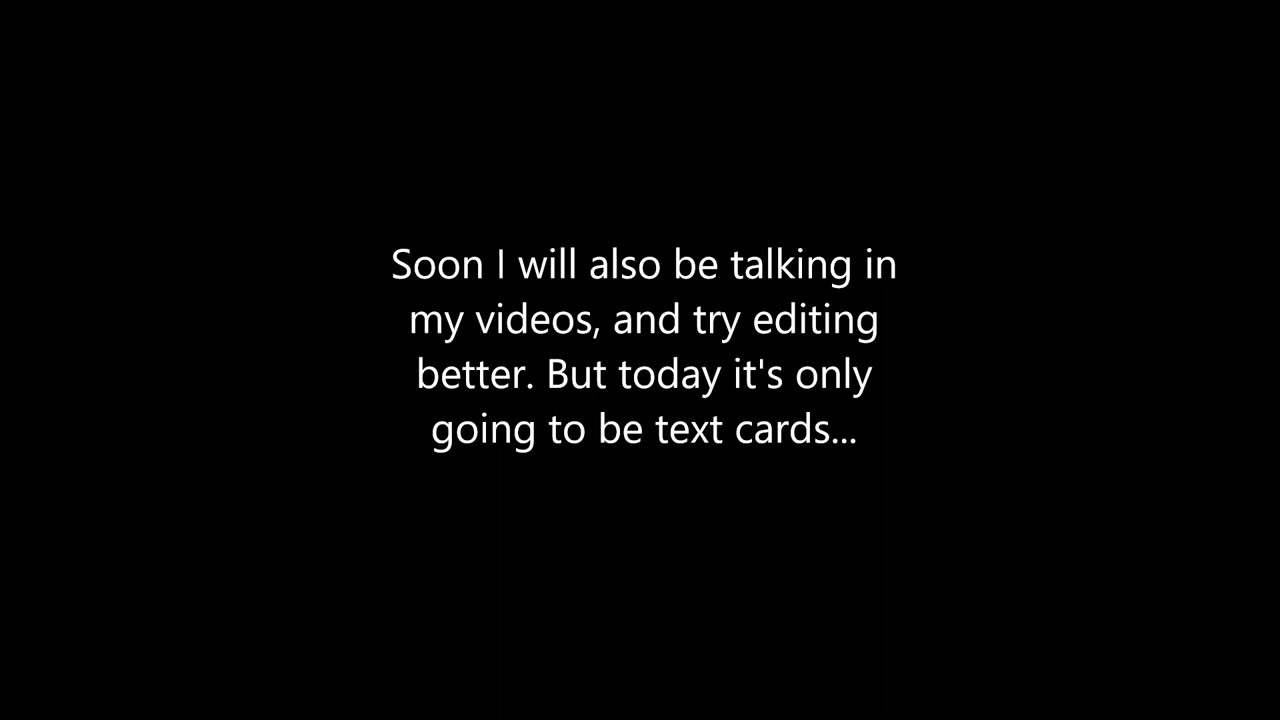 Soon I will also be talking in
my videos, and try editing
better. But today it's only
going to be text cards...